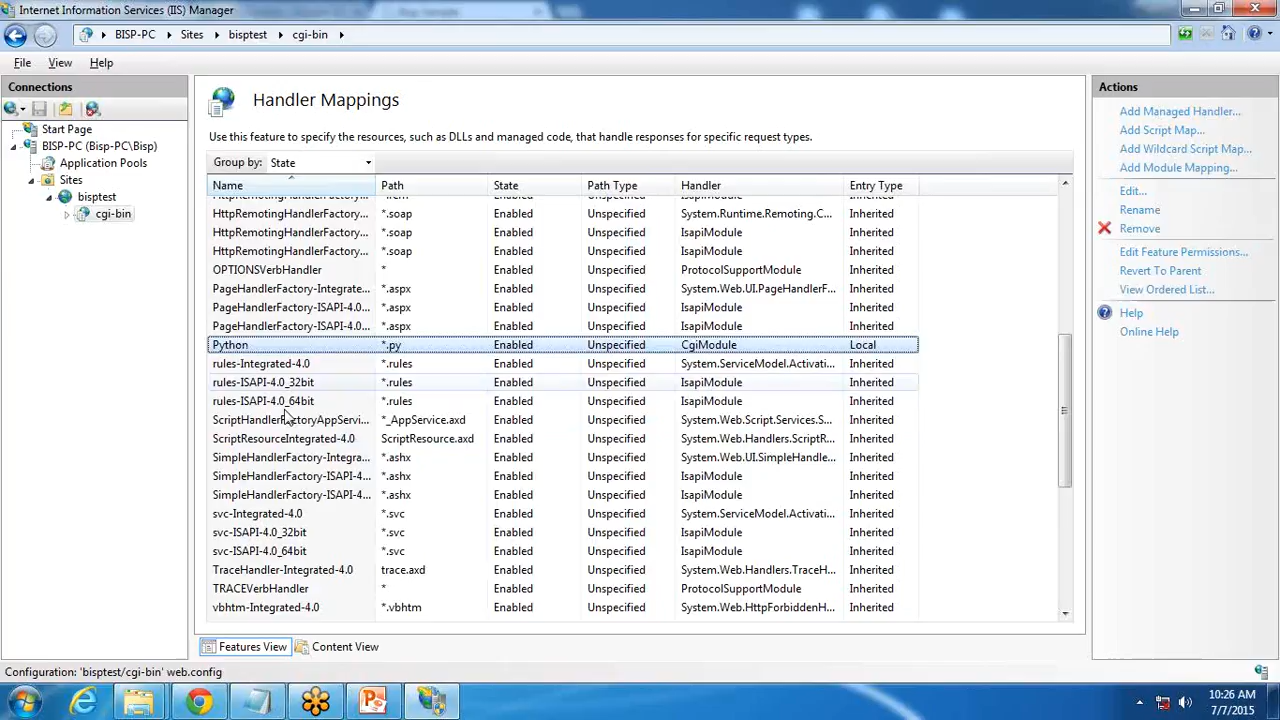 Internet Information Services (IIS) Manager
BISP-PC Sites bisptest cgi-bin
File View Help
Connections
Start Page
BISP-PC (Bisp-PC\Bisp)
Application Pools
Sites
bisptest
cgi-bin
Handler Mappings
Use this feature to specify the resources, such as DLLs and managed code, that handle responses for specific request types.
Group by: State
Name Path State Path Type Handler Entry Type
HttpRemotingHandlerFactory... Enabled Unspecified IsapiModule Inherited
HttpRemotingHandlerFactory... *.soap Enabled Unspecified System.Runtime.Remoting.C... Inherited
HttpRemotingHandlerFactory... *.soap Enabled Unspecified IsapiModule Inherited
HttpRemotingHandlerFactory... *.soap Enabled Unspecified IsapiModule Inherited
OPTIONSVerbHandler * Enabled Unspecified ProtocolSupportModule Inherited
PageHandlerFactory-Integrate... *.aspx Enabled Unspecified System.Web.UI.PageHandlerF... Inherited
PageHandlerFactory-ISAPI-4.0... *.aspx Enabled Unspecified IsapiModule Inherited
PageHandlerFactory-ISAPI-4.0... *.aspx Enabled Unspecified IsapiModule Inherited
Python *.py Enabled Unspecified CgiModule Local
rules-Integrated-4.0 *.rules Enabled Unspecified System.ServiceModel.Activati... Inherited
rules-ISAPI-4.0_32bit *.rules Enabled Unspecified IsapiModule Inherited
rules-ISAPI-4.0_64bit *.rules Enabled Unspecified IsapiModule Inherited
ScriptHandlerFactoryAppServi... *_AppService.axd Enabled Unspecified System.Web.Script.Services.S... Inherited
ScriptResourceIntegrated-4.0 ScriptResource.axd Enabled Unspecified System.Web.Handlers.ScriptR... Inherited
SimpleHandlerFactory-Integra... *.ashx Enabled Unspecified System.Web.UI.SimpleHandle... Inherited
SimpleHandlerFactory-ISAPI-4... *.ashx Enabled Unspecified IsapiModule Inherited
SimpleHandlerFactory-ISAPI-4... *.ashx Enabled Unspecified IsapiModule Inherited
svc-Integrated-4.0 *.svc Enabled Unspecified System.ServiceModel.Activati... Inherited
svc-ISAPI-4.0_32bit *.svc Enabled Unspecified IsapiModule Inherited
svc-ISAPI-4.0_64bit *.svc Enabled Unspecified IsapiModule Inherited
TraceHandler-Integrated-4.0 trace.axd Enabled Unspecified System.Web.Handlers.TraceH... Inherited
TRACEVerbHandler * Enabled Unspecified ProtocolSupportModule Inherited
vbhtm-Integrated-4.0 *.vbhtm Enabled Unspecified System.Web.HttpForbiddenH... Inherited
Features View Content View
Actions
Add Managed Handler...
Add Script Map...
Add Wildcard Script Map...
Add Module Mapping...
Edit...
Rename
Remove
Edit Feature Permissions...
Revert To Parent
View Ordered List...
Help
Online Help
Configuration: 'bisptest/cgi-bin' web.config
10:26 AM
7/7/2015